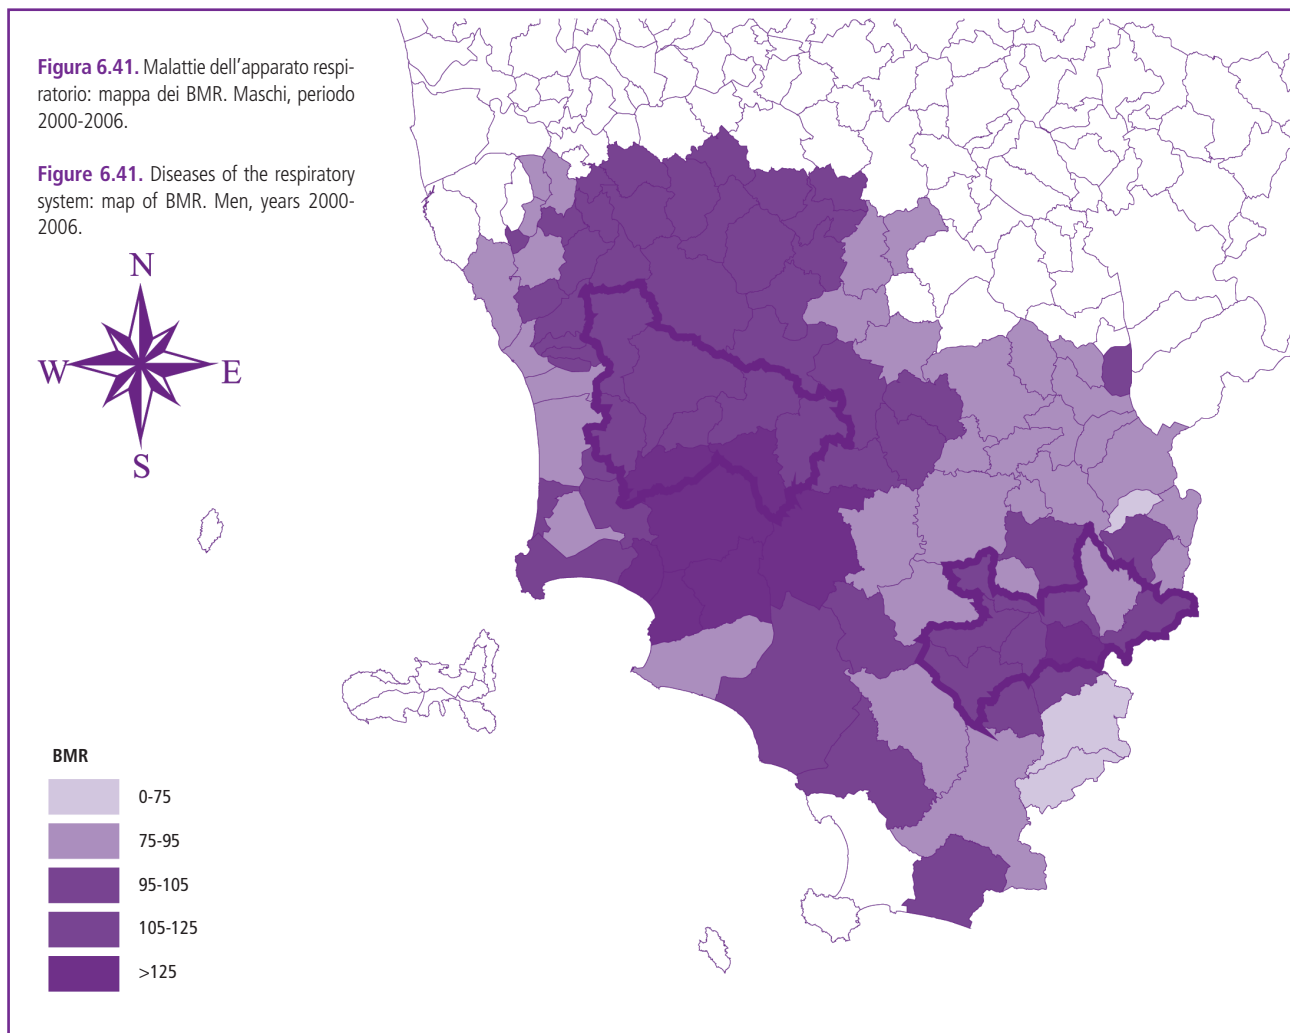 Figura 6.41. Malattie dell'apparato respi-
ratorio: mappa dei BMR. Maschi, periodo
2000-2006.
Figure 6.41. Diseases of the respiratory
system: map of BMR. Men, years 2000-
2006.
N
W
E
S
BMR
0-75
75-95
95-105
105-125
>125